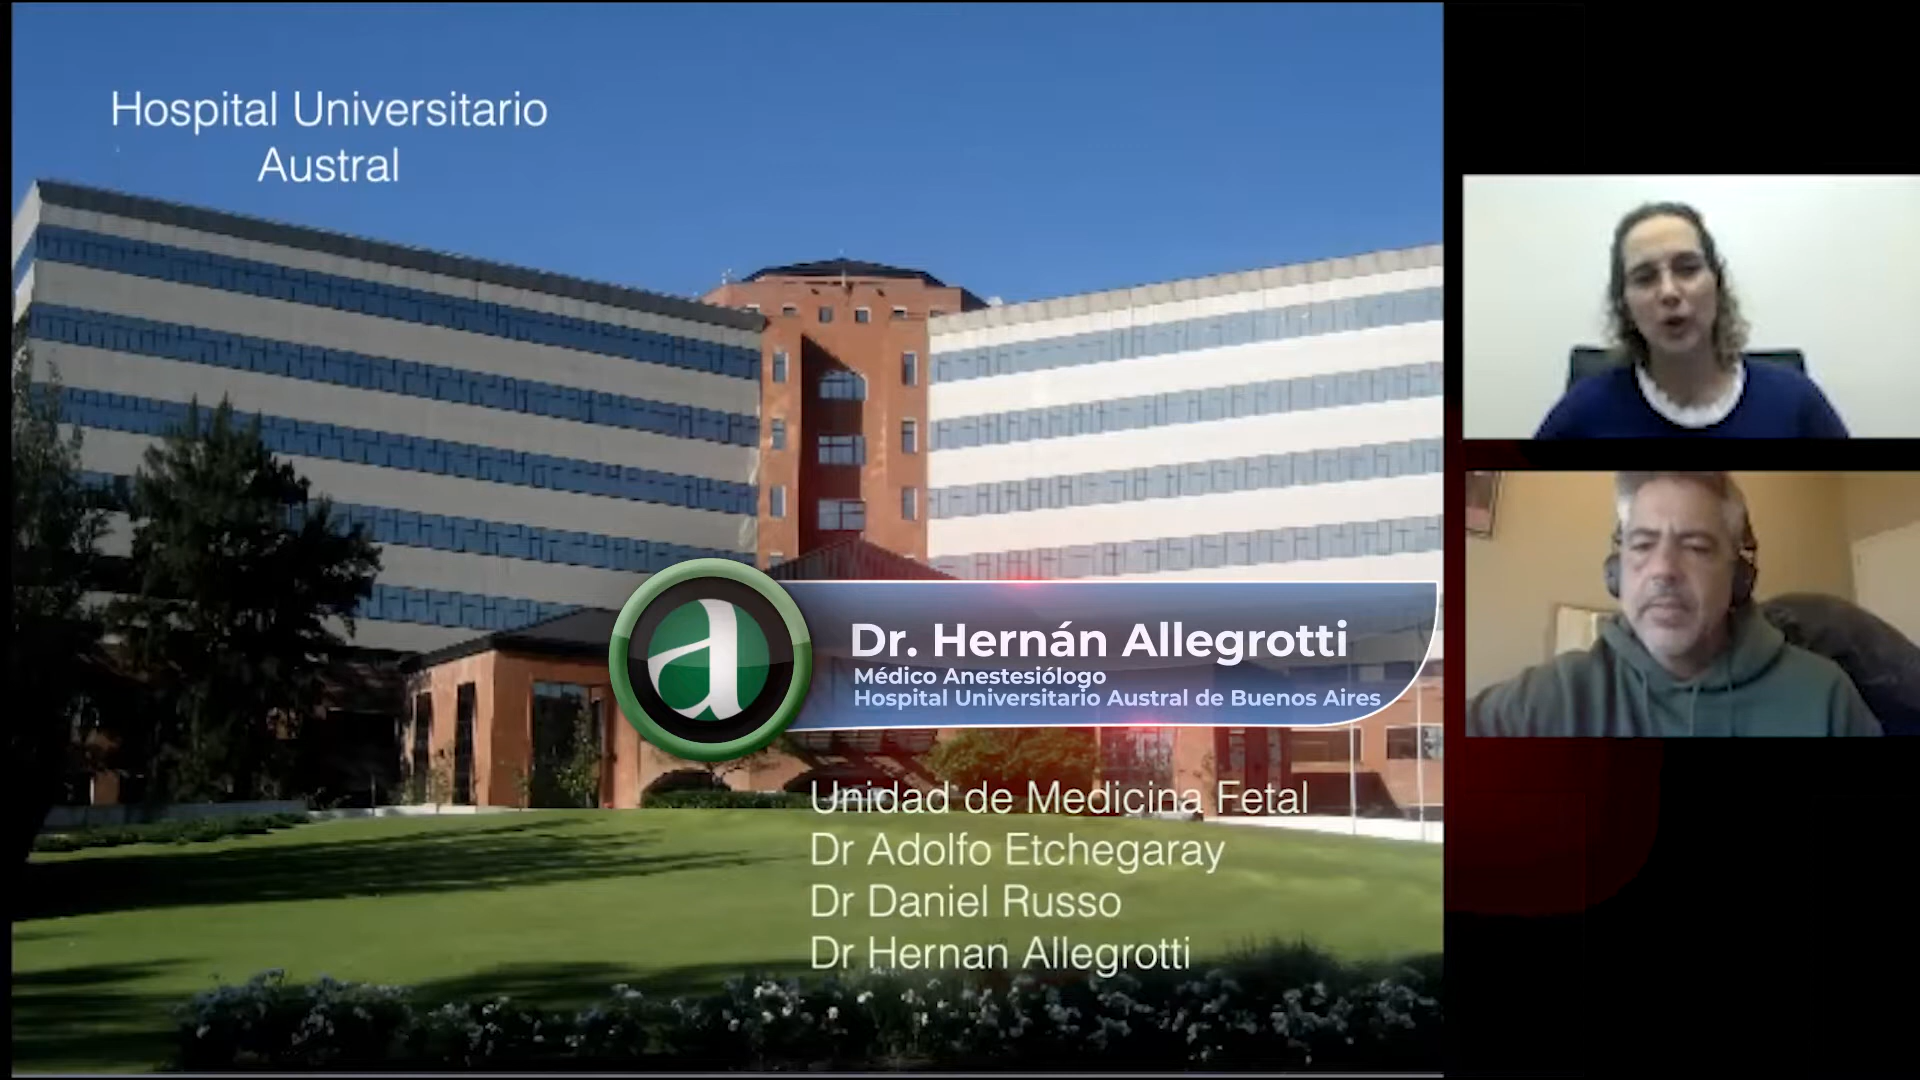 Hospital Universitario
Austral
a
Dr. Hernán Allegrotti
Médico Anestesiólogo
Hospital Universitario Austral de Buenos Aires
Unidad de Medicina Fetal
Dr Adolfo Etchegaray
Dr Daniel Russo
Dr Hernan Allegrotti